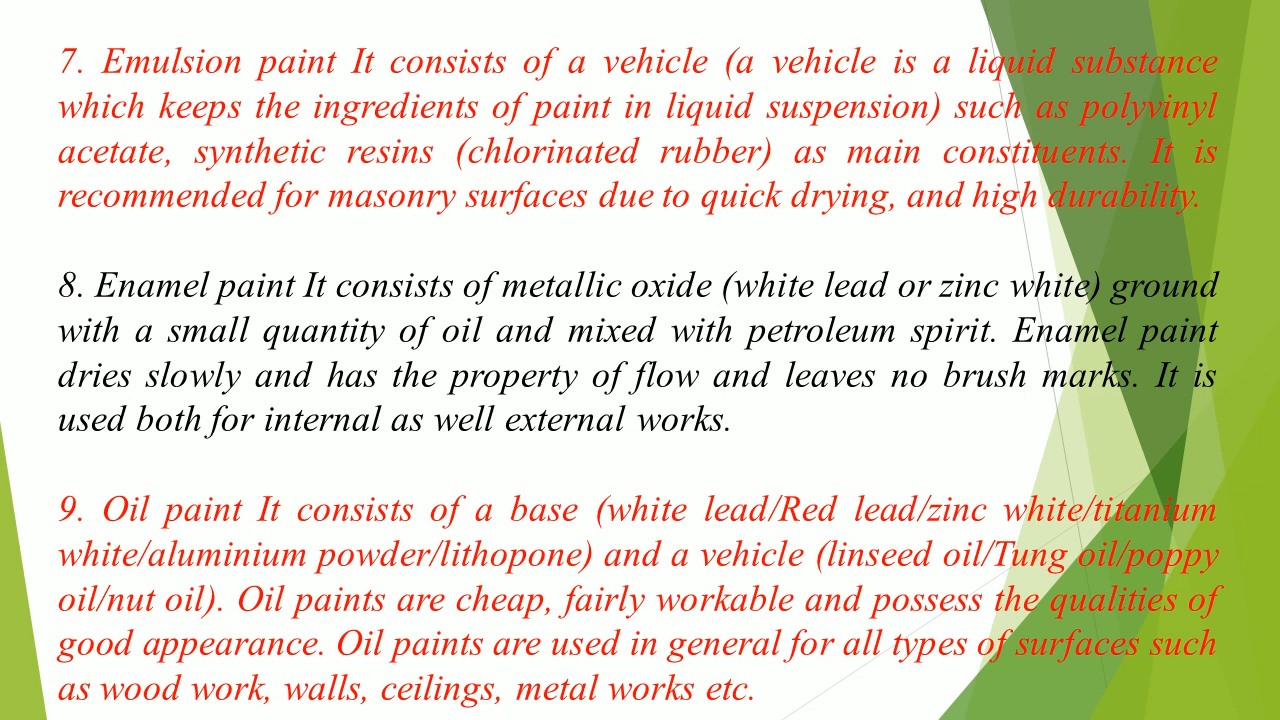 7. Emulsion paint It consists of a vehicle (a vehicle is a liquid substance
which keeps the ingredients of paint in liquid suspension) such as polyvinyl
acetate, synthetic resins (chlorinated rubber) as main constituents. It is
recommended for masonry surfaces due to quick drying, and high durability.
8. Enamel paint It consists of metallic oxide (white lead or zinc white) ground
with a small quantity of oil and mixed with petroleum spirit. Enamel paint
dries slowly and has the property of flow and leaves no brush marks. It is
used both for internal as well external works.
9. Oil paint It consists of a base (white lead/Red lead/zinc white/titanium
white/aluminium powder/lithopone) and a vehicle (linseed oil/Tung oil/poppy
oil/nut oil). Oil paints are cheap, fairly workable and possess the qualities of
good appearance. Oil paints are used in general for all types of surfaces such
as wood work, walls, ceilings, metal works etc.